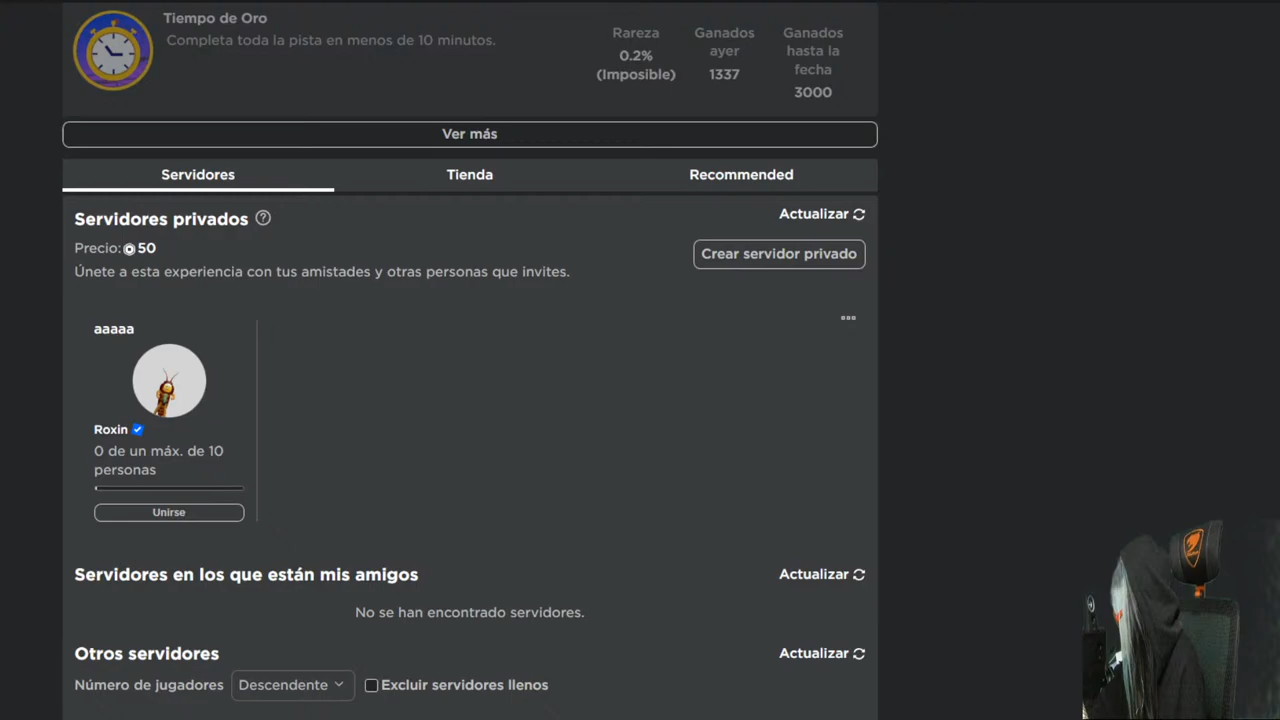 Tiempo de Oro
Completa toda la pista en menos de 10 minutos.
Rareza
0.2%
(Imposible)
Ganados
ayer
1337
Ganados
hasta la
fecha
3000
Ver más
Servidores
Tienda
Recommended
Servidores privados ?
Actualizar
Precio: 50
Crear servidor privado
Únete a esta experiencia con tus amistades y otras personas que invites.
aaaaa
Roxin
0 de un máx. de 10
personas
Unirse
Servidores en los que están mis amigos
Actualizar
No se han encontrado servidores.
Otros servidores
Actualizar
Número de jugadores
Descendente
Excluir servidores llenos